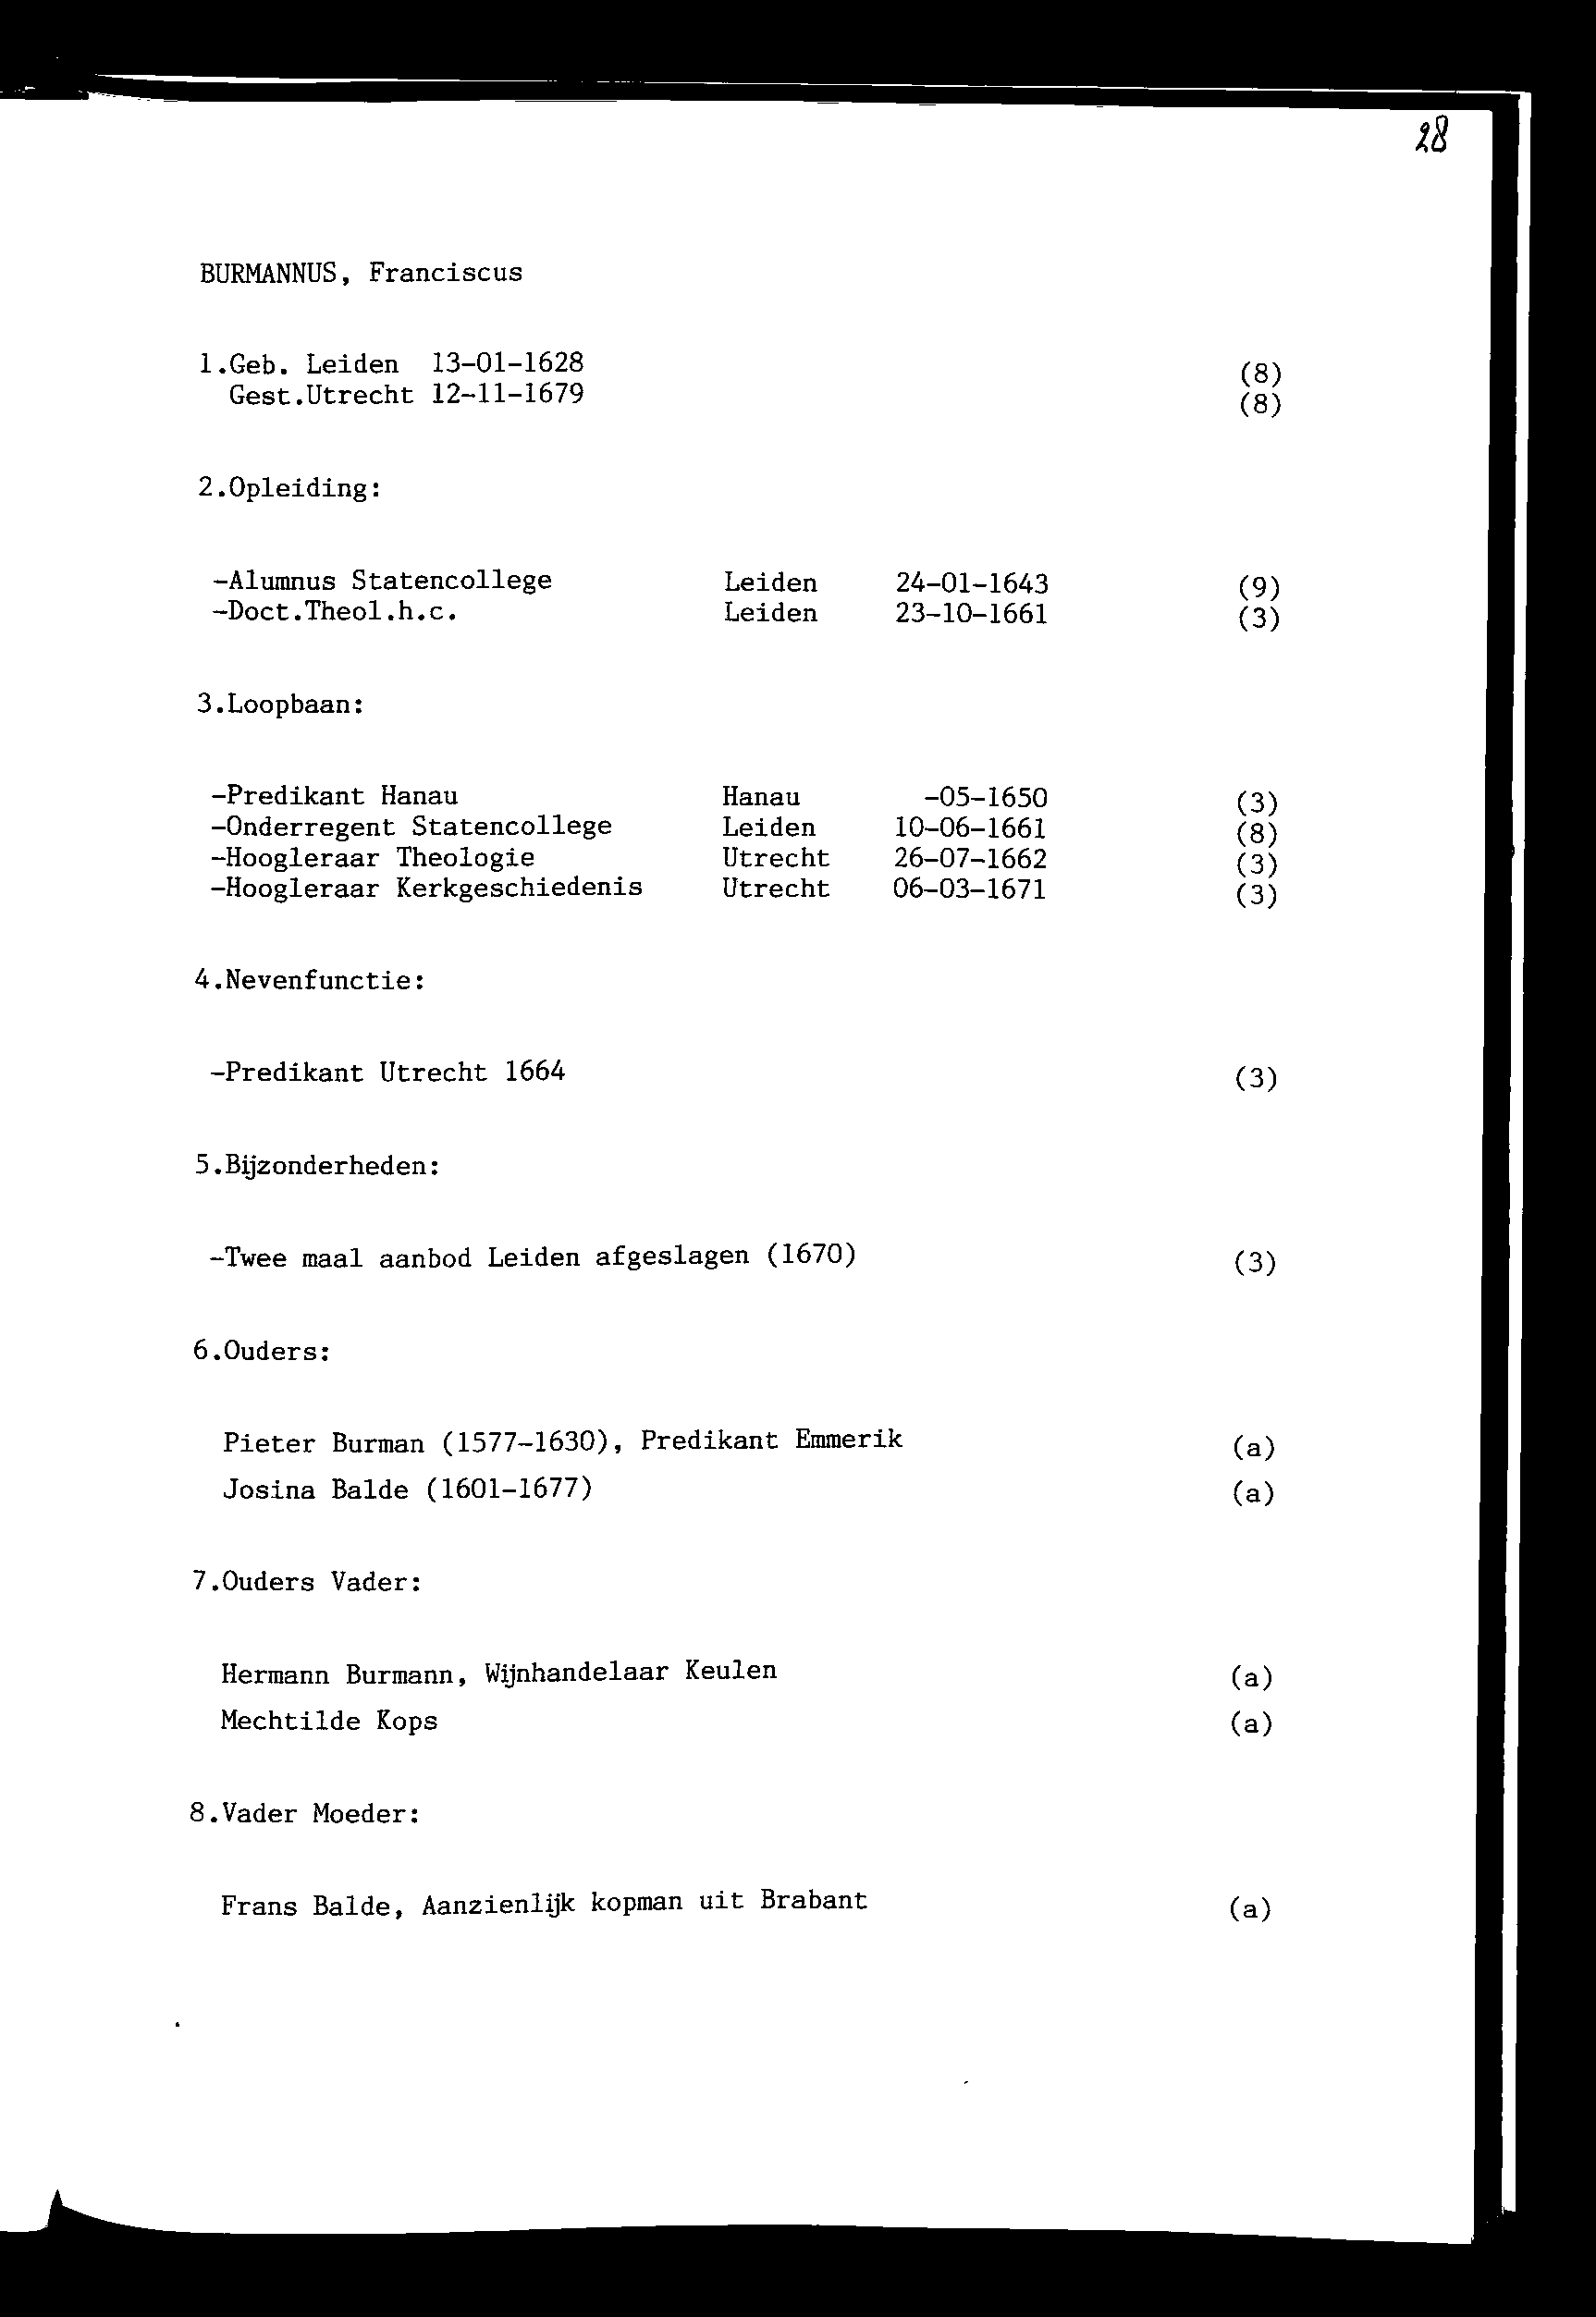 28
BURMANNUS, Franciscus
1.Geb. Leiden 13-01-1628 (8)
Gest.Utrecht 12-11-1679 (8)
2.Opleiding:
-Alumnus Statencollege Leiden 24-01-1643 (9)
-Doct.Theol.h.c. Leiden 23-10-1661 (3)
3.Loopbaan:
-Predikant Hanau Hanau -05-1650 (3)
-Onderregent Statencollege Leiden 10-06-1661 (8)
-Hoogleraar Theologie Utrecht 26-07-1662 (3)
-Hoogleraar Kerkgeschiedenis Utrecht 06-03-1671 (3)
4.Nevenfunctie:
-Predikant Utrecht 1664 (3)
5.Bijzonderheden:
-Twee maal aanbod Leiden afgeslagen (1670) (3)
6.Ouders:
Pieter Burman (1577-1630), Predikant Emmerik (a)
Josina Balde (1601-1677) (a)
7.Ouders Vader:
Hermann Burmann, Wijnhandelaar Keulen (a)
Mechtilde Kops (a)
8.Vader Moeder:
Frans Balde, Aanzienlijk kopman uit Brabant (a)